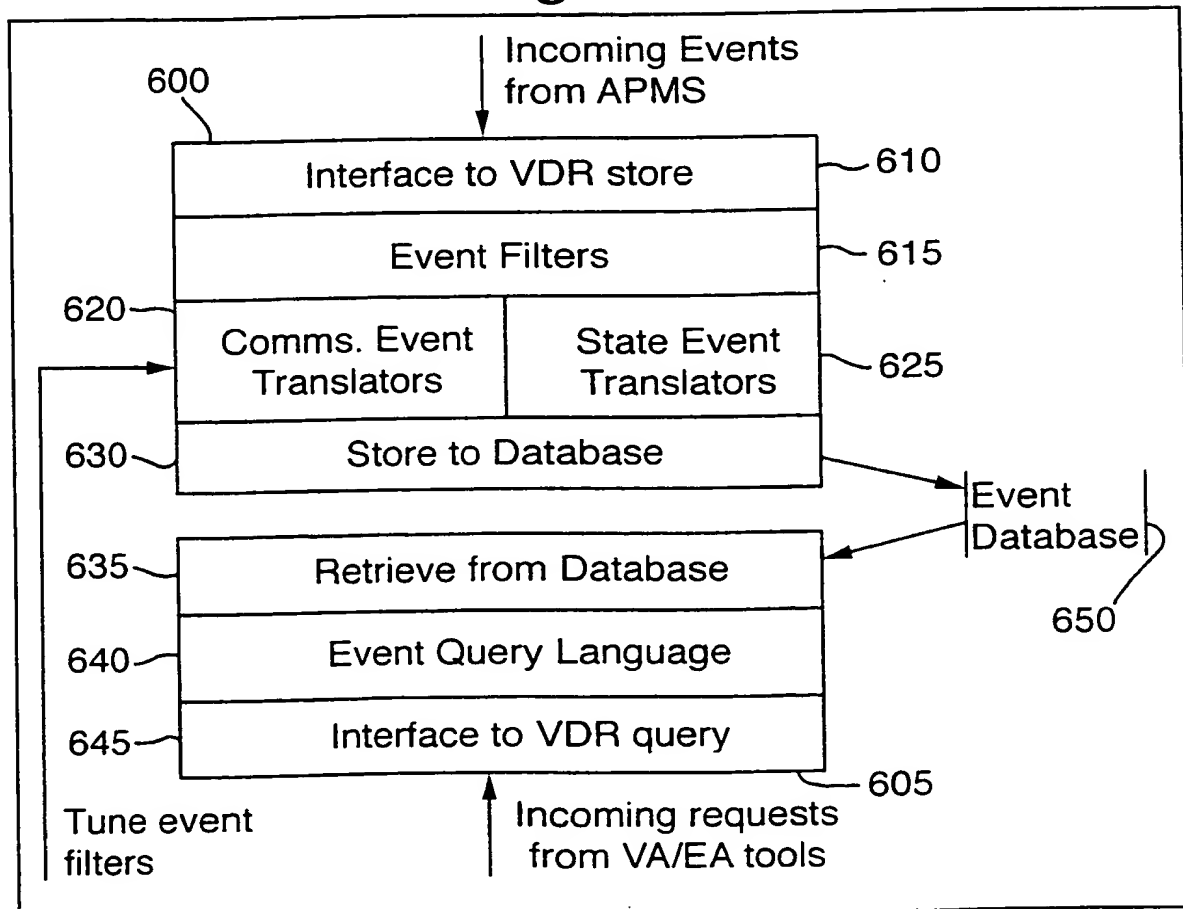 Incoming Events
from APMS
600
Interface to VDR store
610
Event Filters
615
620
Comms. Event
Translators
State Event
Translators
625
630
Store to Database
Event
Database
650
635
Retrieve from Database
640
Event Query Language
645
Interface to VDR query
605
Tune event
filters
Incoming requests
from VA/EA tools